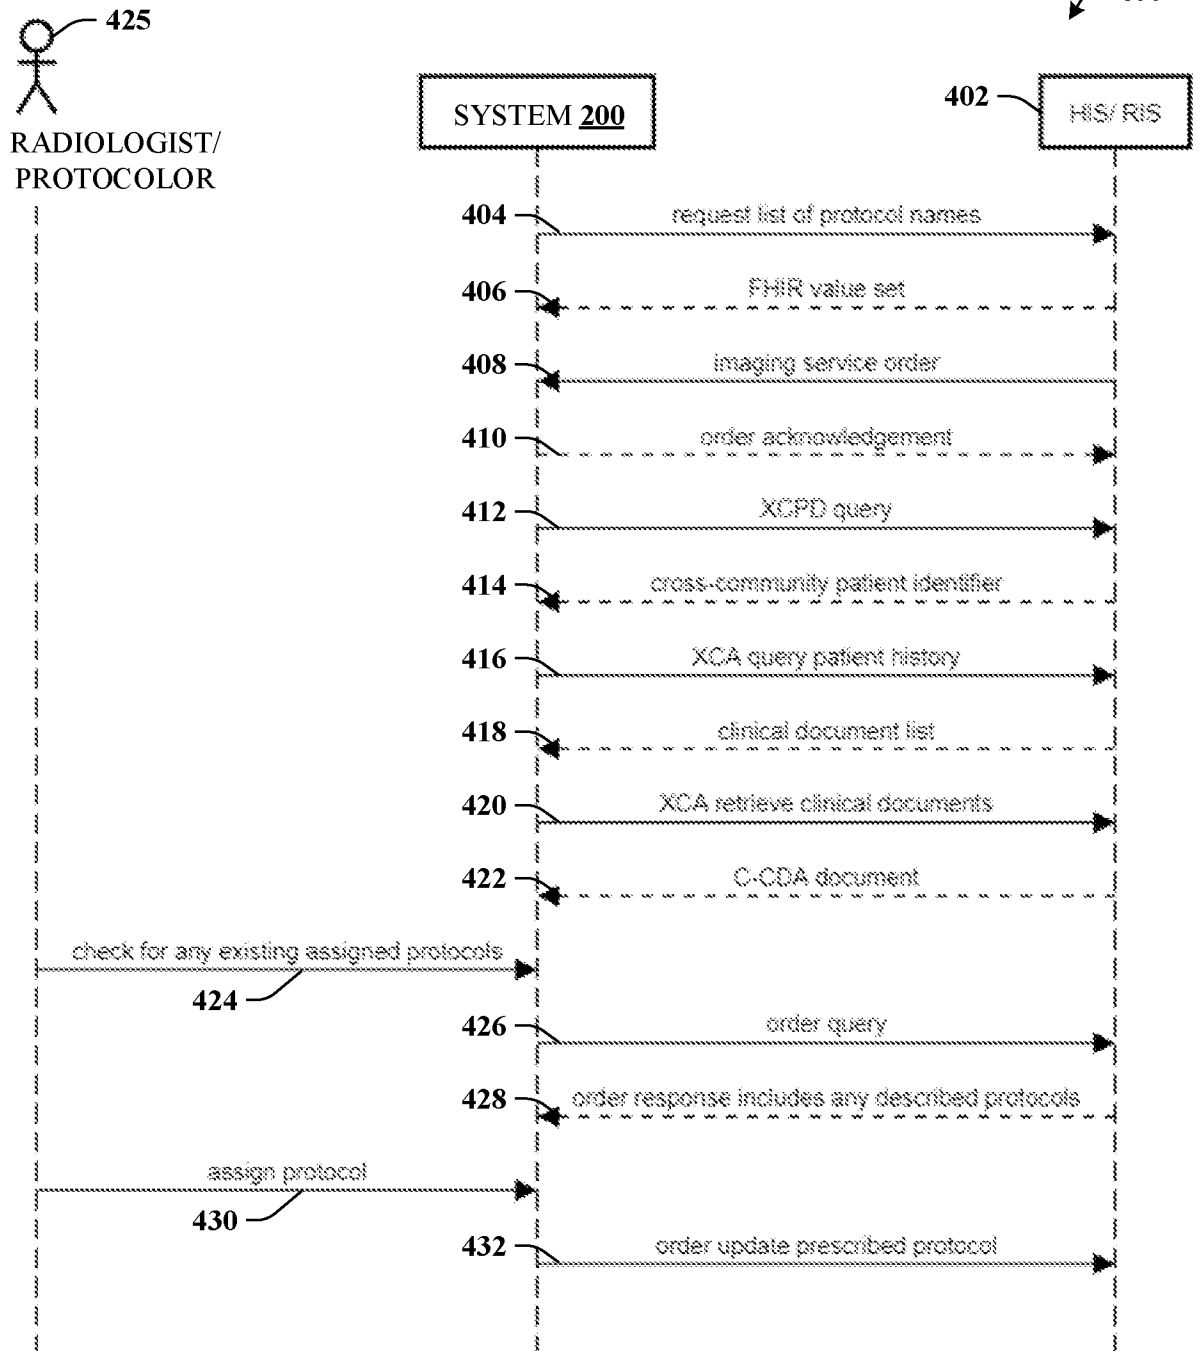 425
RADIOLOGIST/
PROTOCOLOR
SYSTEM 200
402
HIS/ RIS
404
request list of protocol names
406
FHIR value set
408
imaging service order
410
order acknowledgement
412
XCPD query
414
cross-community patient identifier
416
XCA query patient history
418
clinical document list
420
XCA retrieve clinical documents
422
C-CDA document
check for any existing assigned protocols
424
426
order query
428
order response includes any described protocols
assign protocol
430
432
order update prescribed protocol